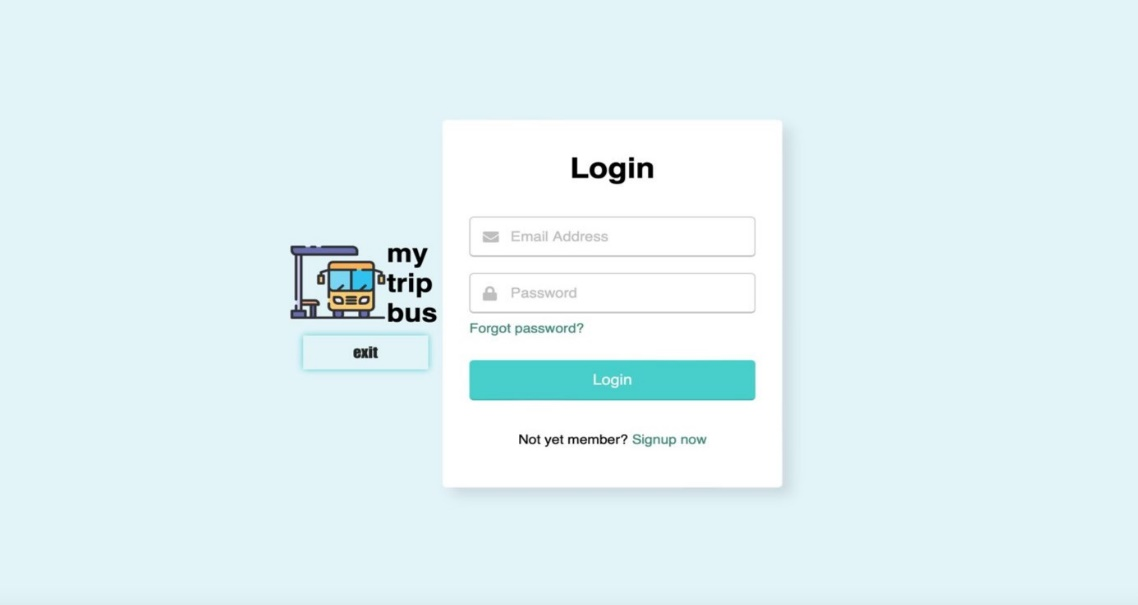 my
trip
bus
exit
Login
Email Address
Password
Forgot password?
Login
Not yet member? Signup now